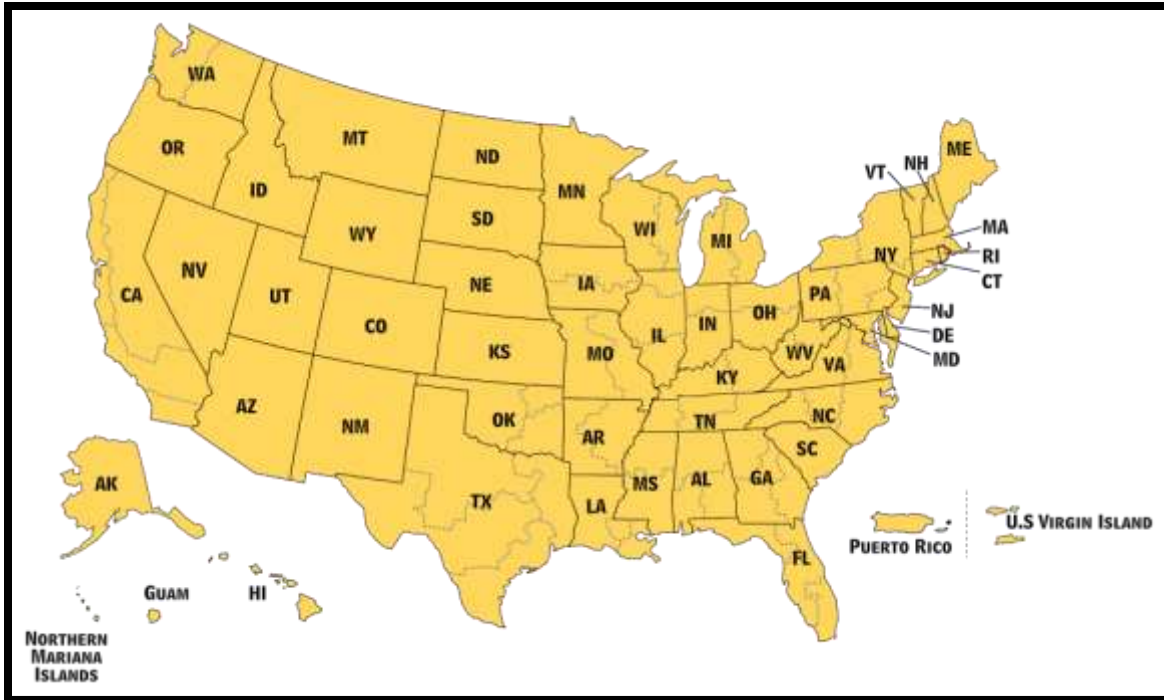 WA
MT
ND
OR
MN
ID
SD
WY
WI
MI
ME
NH
VT
NY
MA
RI
CT
NV
UT
CA
NE
IA
CO
IL
IN
OH
PA
NJ
DE
MD
KS
MO
WV
VA
KY
AZ
NM
OK
AR
TN
NC
SC
MS
AL
GA
TX
LA
AK
FL
PUERTO RICO
U.S VIRGIN ISLAND
GUAM
HI
NORTHERN
MARIANA
ISLANDS